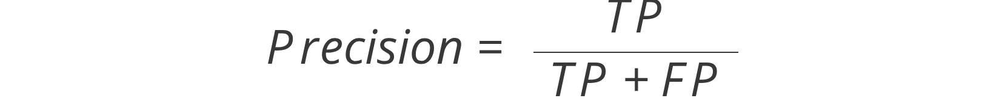 Precision = TP / TP + FP